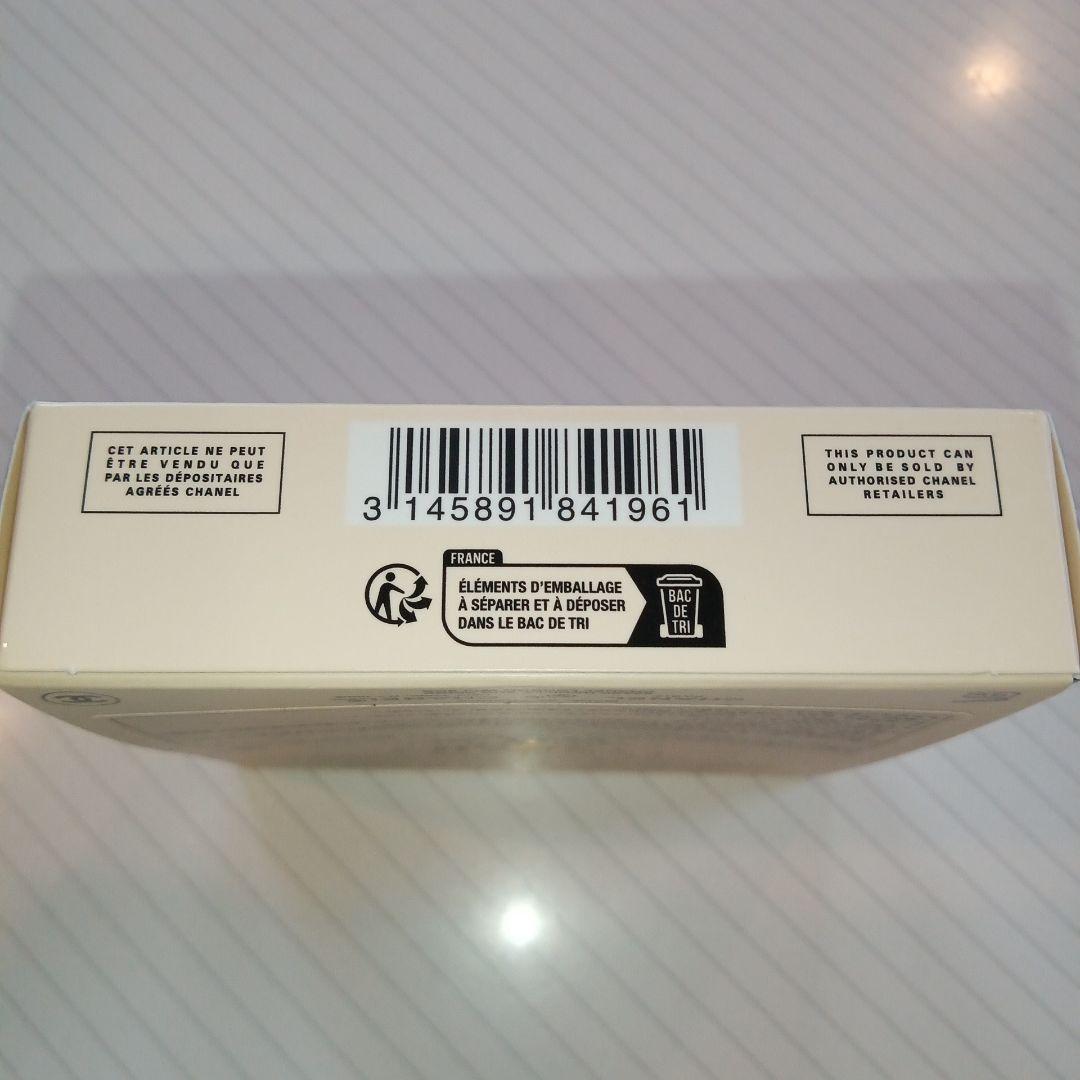 CET ARTICLE NE PEUT
ÊTRE VENDU QUE
PAR LES DÉPOSITAIRES
AGRÉÉS CHANEL
3 145891 841961
THIS PRODUCT CAN
ONLY BE SOLD BY
AUTHORISED CHANEL
RETAILERS
FRANCE
ÉLÉMENTS D'EMBALLAGE
À SÉPARER ET À DÉPOSER
DANS LE BAC DE TRI
BAC
DE
TRI